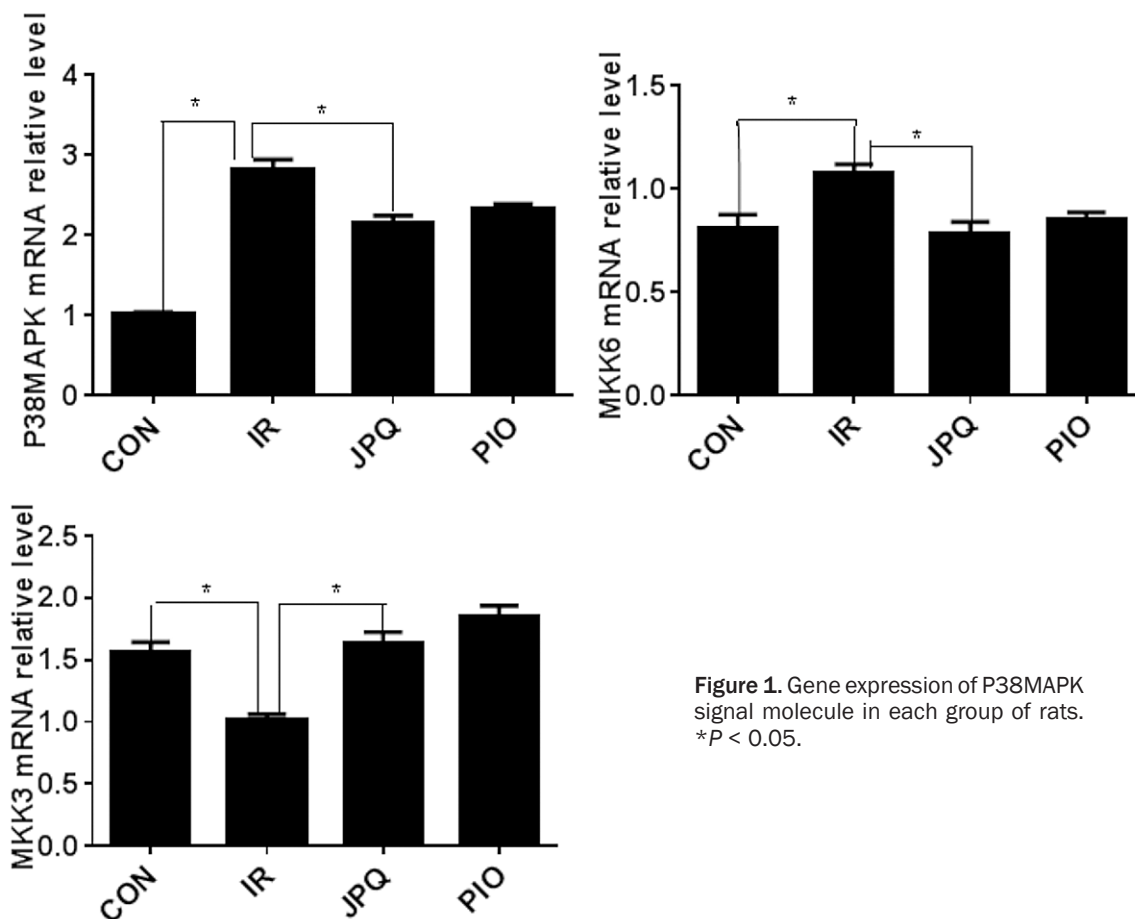 P38MAPK mRNA relative level
4
3
2
1
0
*
*
CON
IR
JPQ
PIO
MKK6 mRNA relative level
1.5
1.0
0.5
0.0
*
*
CON
IR
JPQ
PIO
MKK3 mRNA relative level
2.5
2.0
1.5
1.0
0.5
0.0
*
*
CON
IR
JPQ
PIO
Figure 1. Gene expression of P38MAPK
signal molecule in each group of rats.
*P < 0.05.